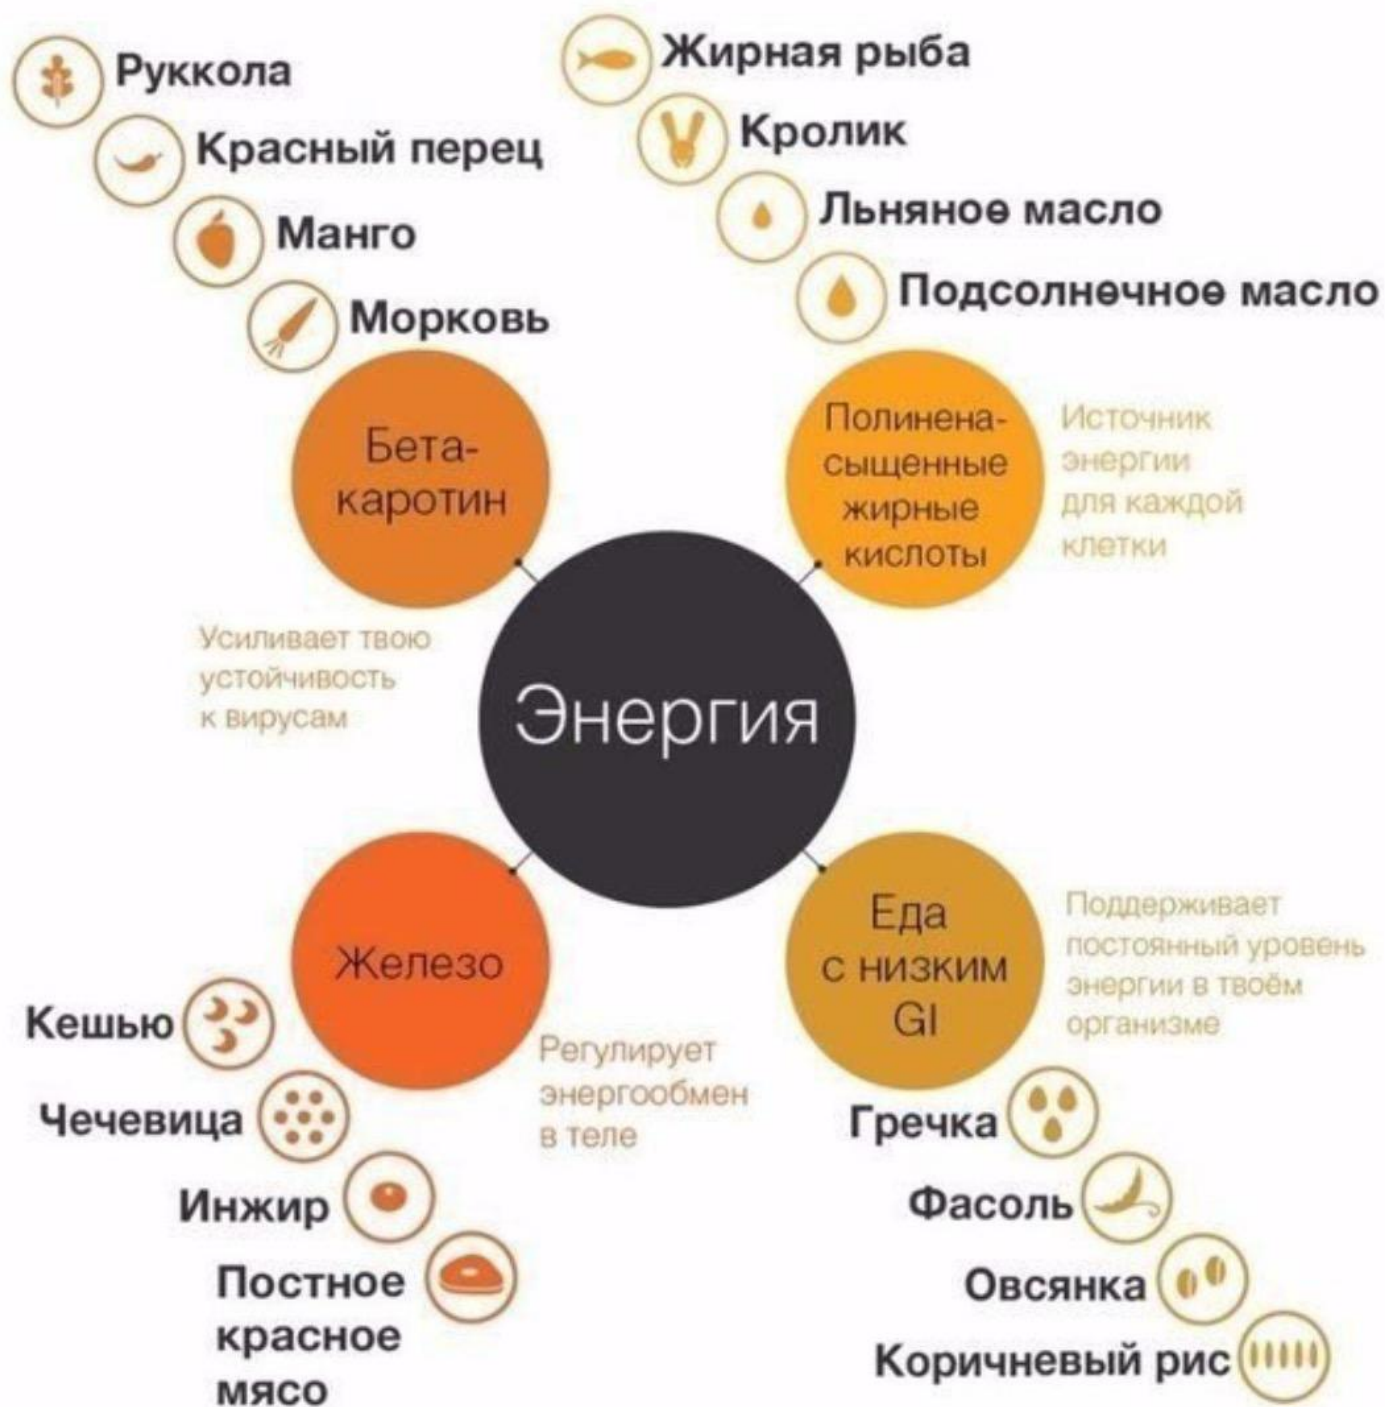 Руккола
Красный перец
Манго
Морковь
Жирная рыба
Кролик
Льняное масло
Подсолнечное масло
Бета-
каротин
Усиливает твою
устойчивость
к вирусам
Полинена-
сыщенные
жирные
кислоты
Источник
энергии
для каждой
клетки
Энергия
Железо
Регулирует
энергообмен
в теле
Кешью
Чечевица
Инжир
Постное
красное
мясо
Еда
с низким
GI
Поддерживает
постоянный уровень
энергии в твоём
организме
Гречка
Фасоль
Овсянка
Коричневый рис